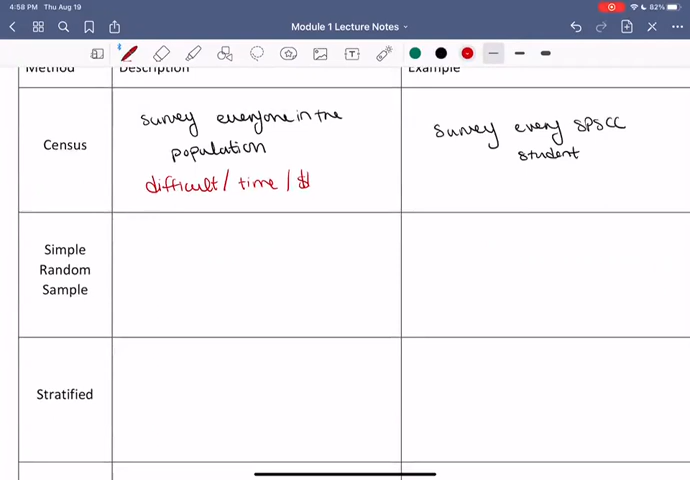 4:58 PM Thu Aug 19
82%
Module 1 Lecture Notes
Method Description Example
Census
survey everyone in the
population
difficult / time / $
survey every SPSCC
student
Simple
Random
Sample
Stratified